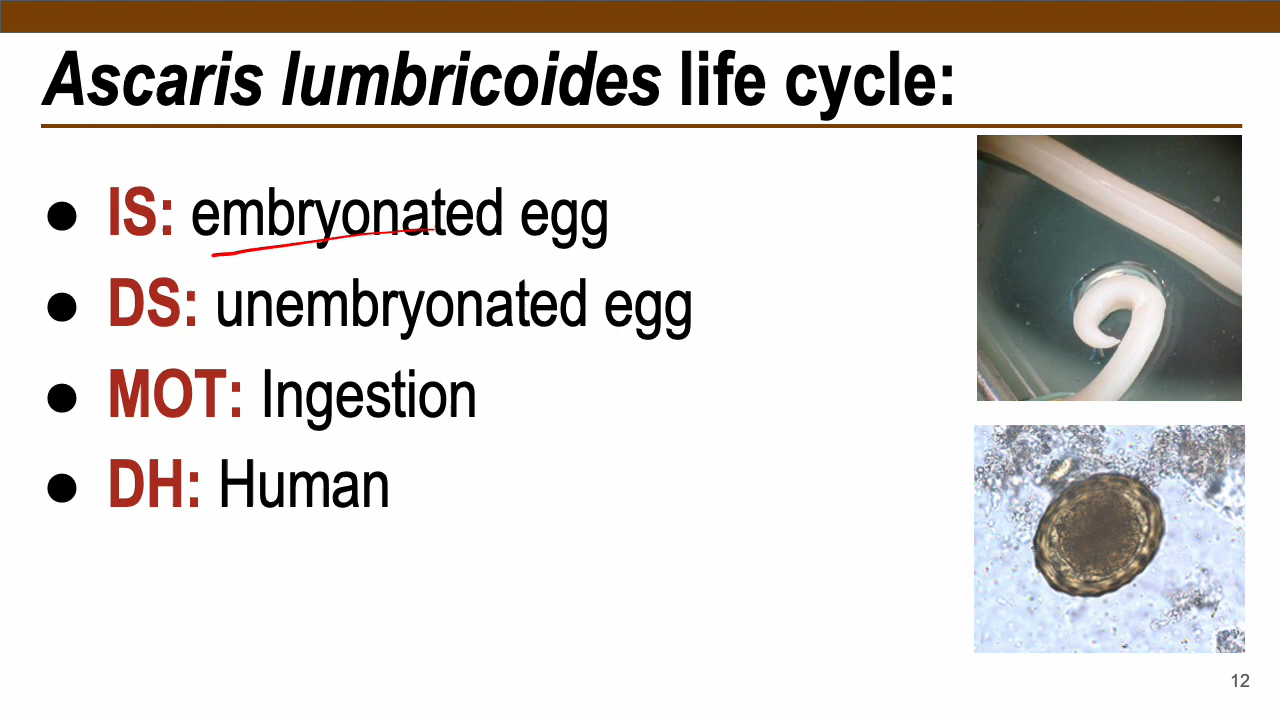 Ascaris lumbricoides life cycle:
● IS: embryonated egg
● DS: unembryonated egg
● MOT: Ingestion
● DH: Human
12